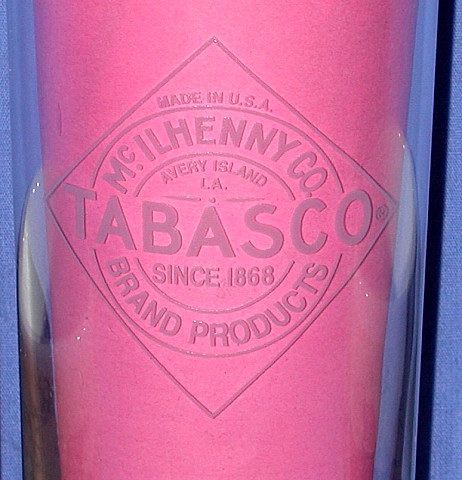 MADE IN U.S.A.
McILHENNY CO.
AVERY ISLAND
LA.
TABASCO®
SINCE 1868
BRAND PRODUCTS